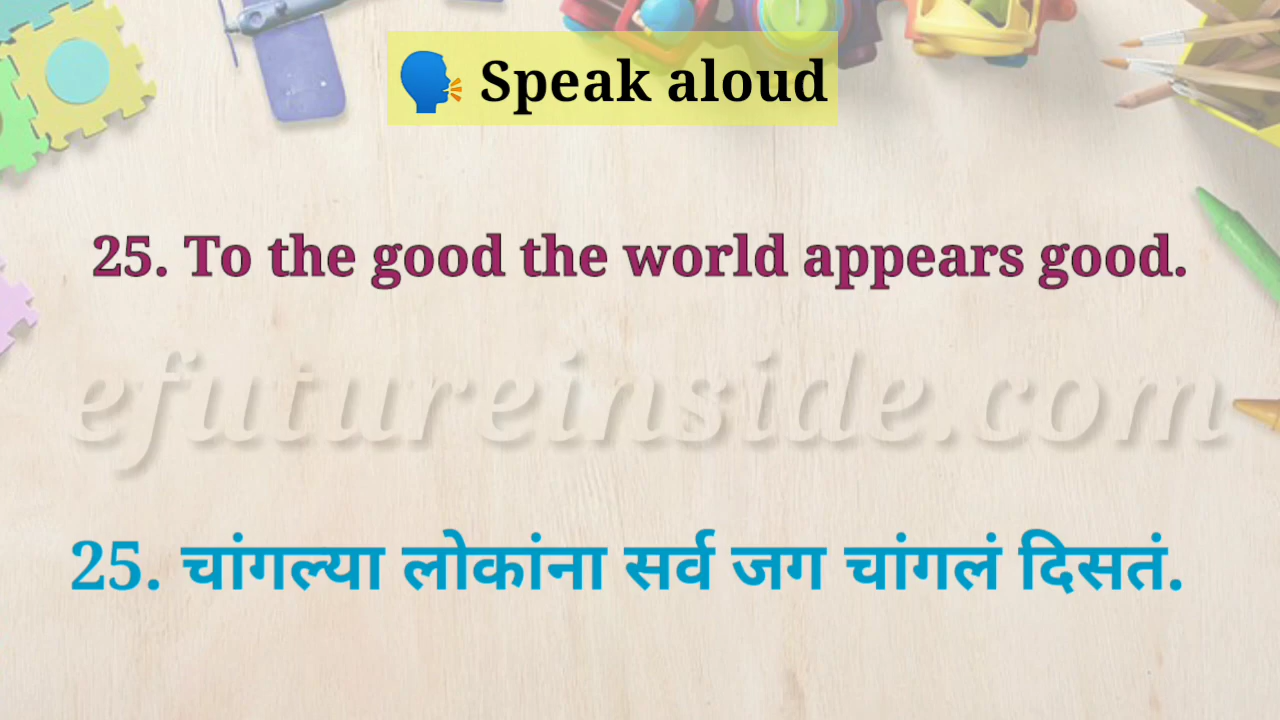 🗣 Speak aloud
25. To the good the world appears good.
efutureinside.com
25. चांगल्या लोकांना सर्व जग चांगलं दिसतं.